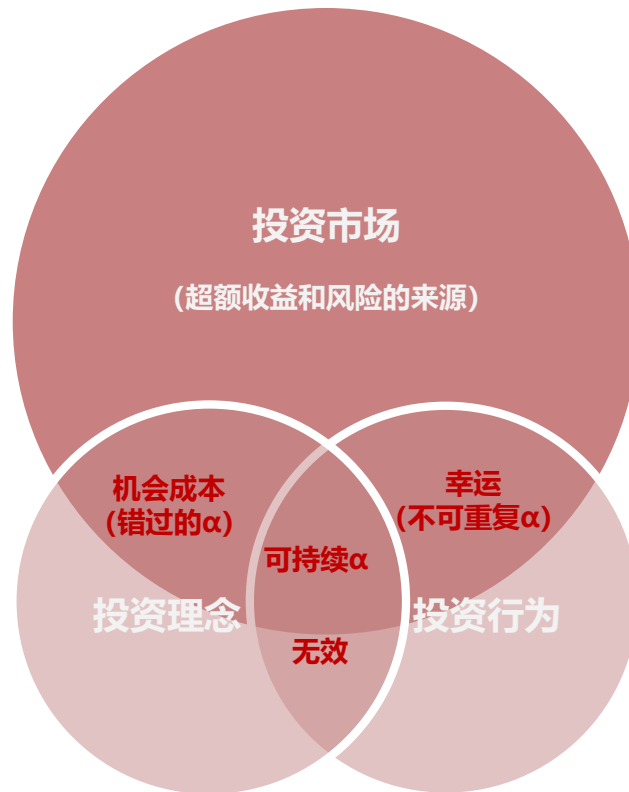 投资市场
（超额收益和风险的来源）
机会成本
（错过的α）
幸运
（不可重复α）
可持续α
投资理念
投资行为
无效